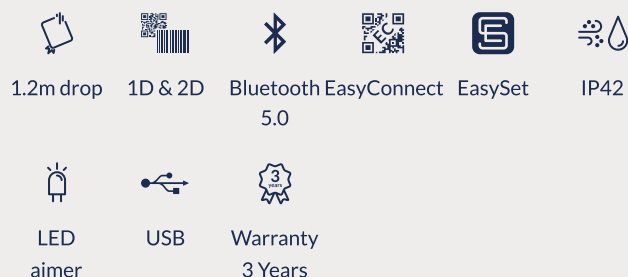 1.2m drop
1D & 2D
Bluetooth
5.0
EC
EasyConnect
EasySet
IP42
LED
aimer
USB
3
years
Warranty
3 Years